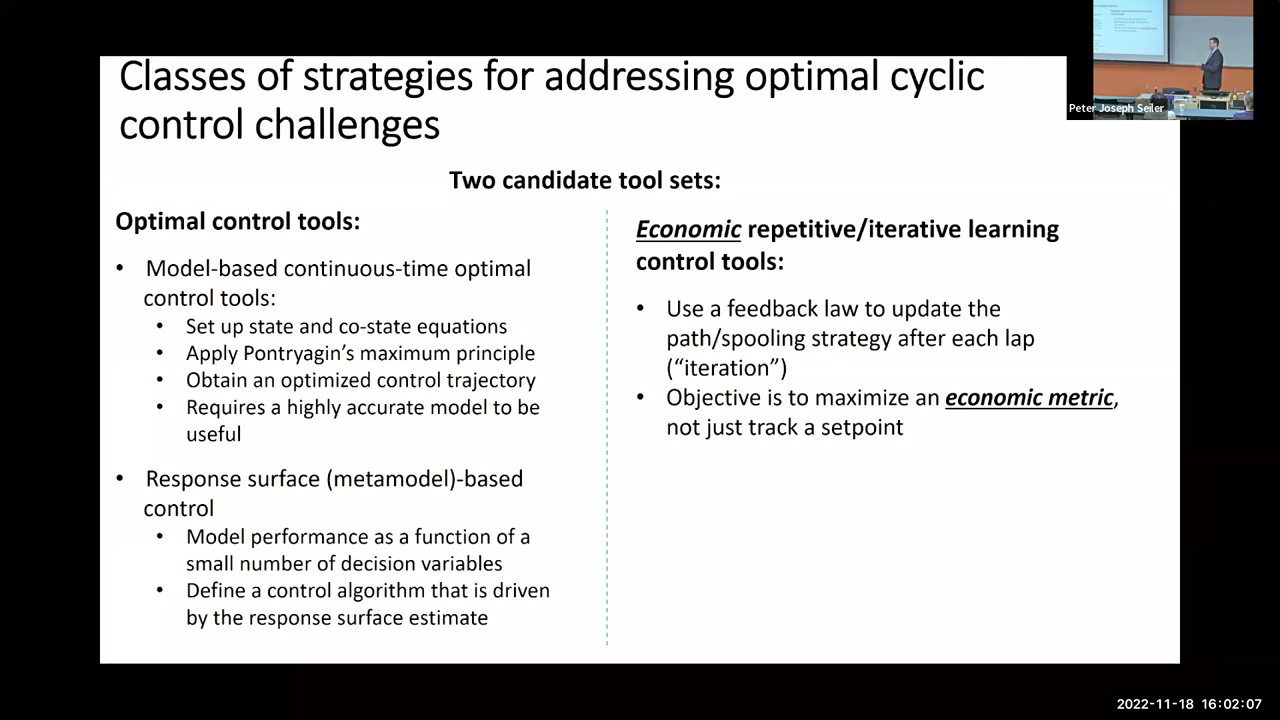 Classes of strategies for addressing optimal cyclic
control challenges
Two candidate tool sets:
Optimal control tools:
• Model-based continuous-time optimal
control tools:
• Set up state and co-state equations
• Apply Pontryagin’s maximum principle
• Obtain an optimized control trajectory
• Requires a highly accurate model to be
useful
• Response surface (metamodel)-based
control
• Model performance as a function of a
small number of decision variables
• Define a control algorithm that is driven
by the response surface estimate
Economic repetitive/iterative learning
control tools:
• Use a feedback law to update the
path/spooling strategy after each lap
(“iteration”)
• Objective is to maximize an economic metric,
not just track a setpoint
Peter Joseph Seiler
2022-11-18 16:02:07